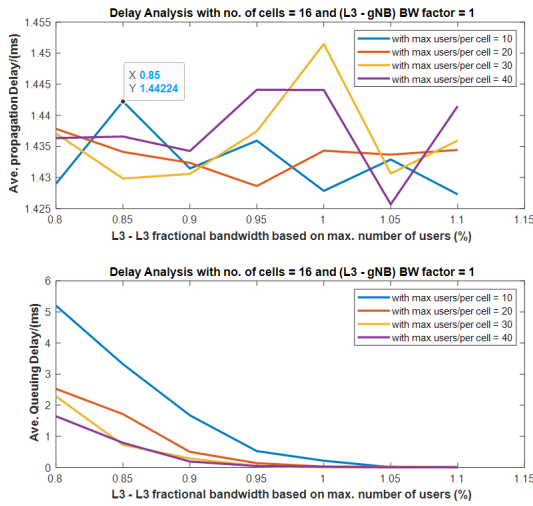 Delay Analysis with no. of cells = 16 and (L3 - gNB) BW factor = 1
1.455
1.45
1.445
1.44
1.435
1.43
1.425
Ave. propagation Delay/(ms)
X 0.85
Y 1.44224
with max users/per cell = 10
with max users/per cell = 20
with max users/per cell = 30
with max users/per cell = 40
0.8 0.85 0.9 0.95 1 1.05 1.1 1.15
L3 - L3 fractional bandwidth based on max. number of users (%)
Delay Analysis with no. of cells = 16 and (L3 - gNB) BW factor = 1
6
5
4
3
2
1
0
Ave. Queuing Delay/(ms)
with max users/per cell = 10
with max users/per cell = 20
with max users/per cell = 30
with max users/per cell = 40
0.8 0.85 0.9 0.95 1 1.05 1.1 1.15
L3 - L3 fractional bandwidth based on max. number of users (%)